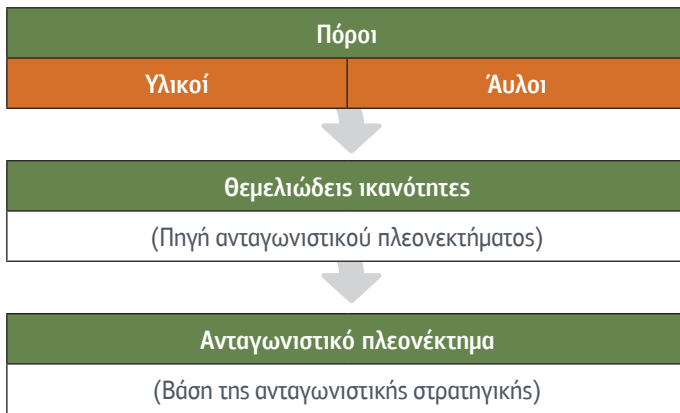 Πόροι
Υλικοί Άυλοι
Θεμελιώδεις ικανότητες
(Πηγή ανταγωνιστικού πλεονεκτήματος)
Ανταγωνιστικό πλεονέκτημα
(Βάση της ανταγωνιστικής στρατηγικής)